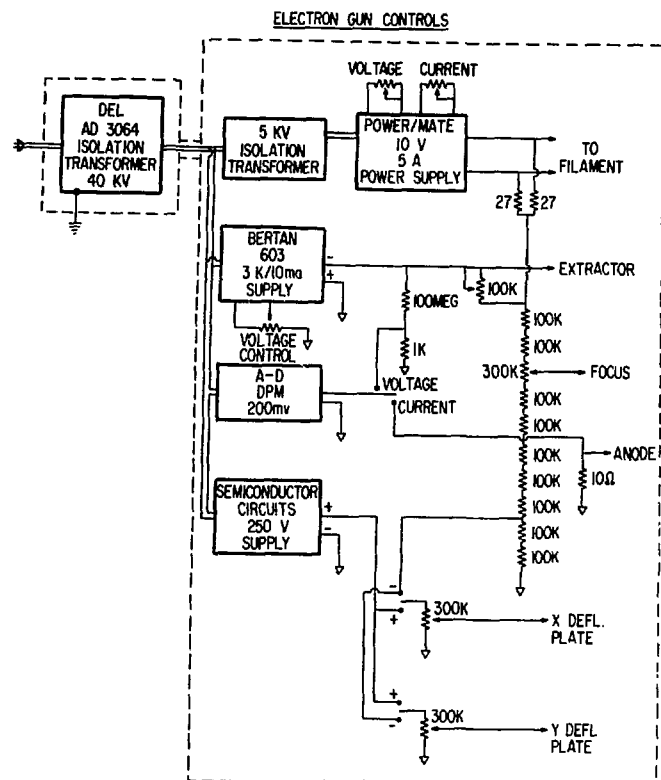 ELECTRON GUN CONTROLS
DEL
AD 3064
ISOLATION
TRANSFORMER
40 KV
5 KV
ISOLATION
TRANSFORMER
VOLTAGE
CURRENT
POWER/MATE
10 V
5 A
POWER SUPPLY
TO
FILAMENT
27
27
BERTAN
603
3 K/10ma
SUPPLY
-
+
EXTRACTOR
100K
100MEG
1K
VOLTAGE
CONTROL
100K
100K
300K
FOCUS
A-D
DPM
200mv
VOLTAGE
CURRENT
100K
100K
100K
100K
100K
100K
100K
ANODE
10Ω
SEMICONDUCTOR
CIRCUITS
250 V
SUPPLY
+
-
-
+
300K
X DEFL.
PLATE
+
-
300K
Y DEFL
PLATE